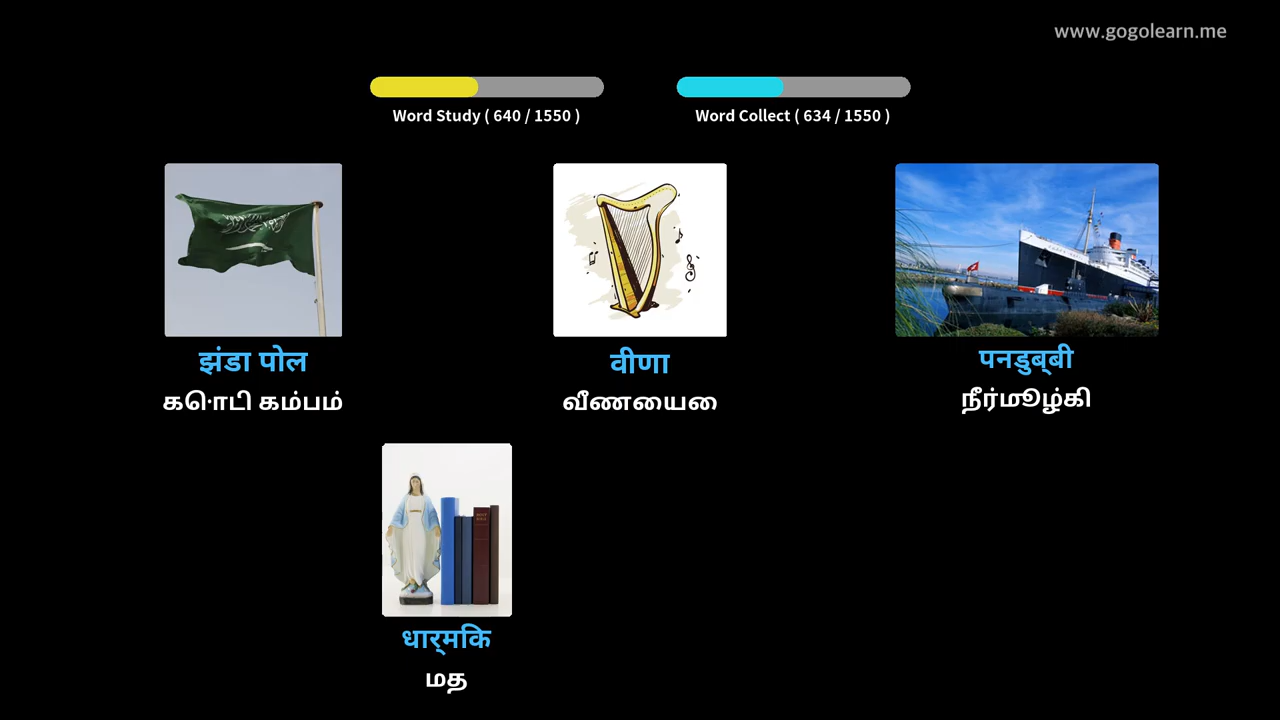 www.gogolearn.me
Word Study ( 640 / 1550 )
Word Collect ( 634 / 1550 )
झंडा पोल
கொடி கம்பம்
वीणा
வீணையை
पनडुब्बी
நீர்மூழ்கி
धार्मिक
மத